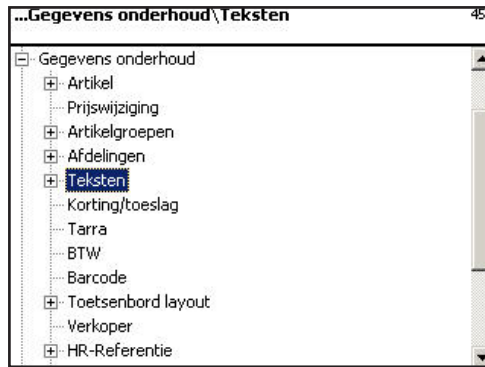 ...Gegevens onderhoud\Teksten 45
Gegevens onderhoud
Artikel
Prijswijziging
Artikelgroepen
Afdelingen
Teksten
Korting/toeslag
Tarra
BTW
Barcode
Toetsenbord layout
Verkoper
HR-Referentie